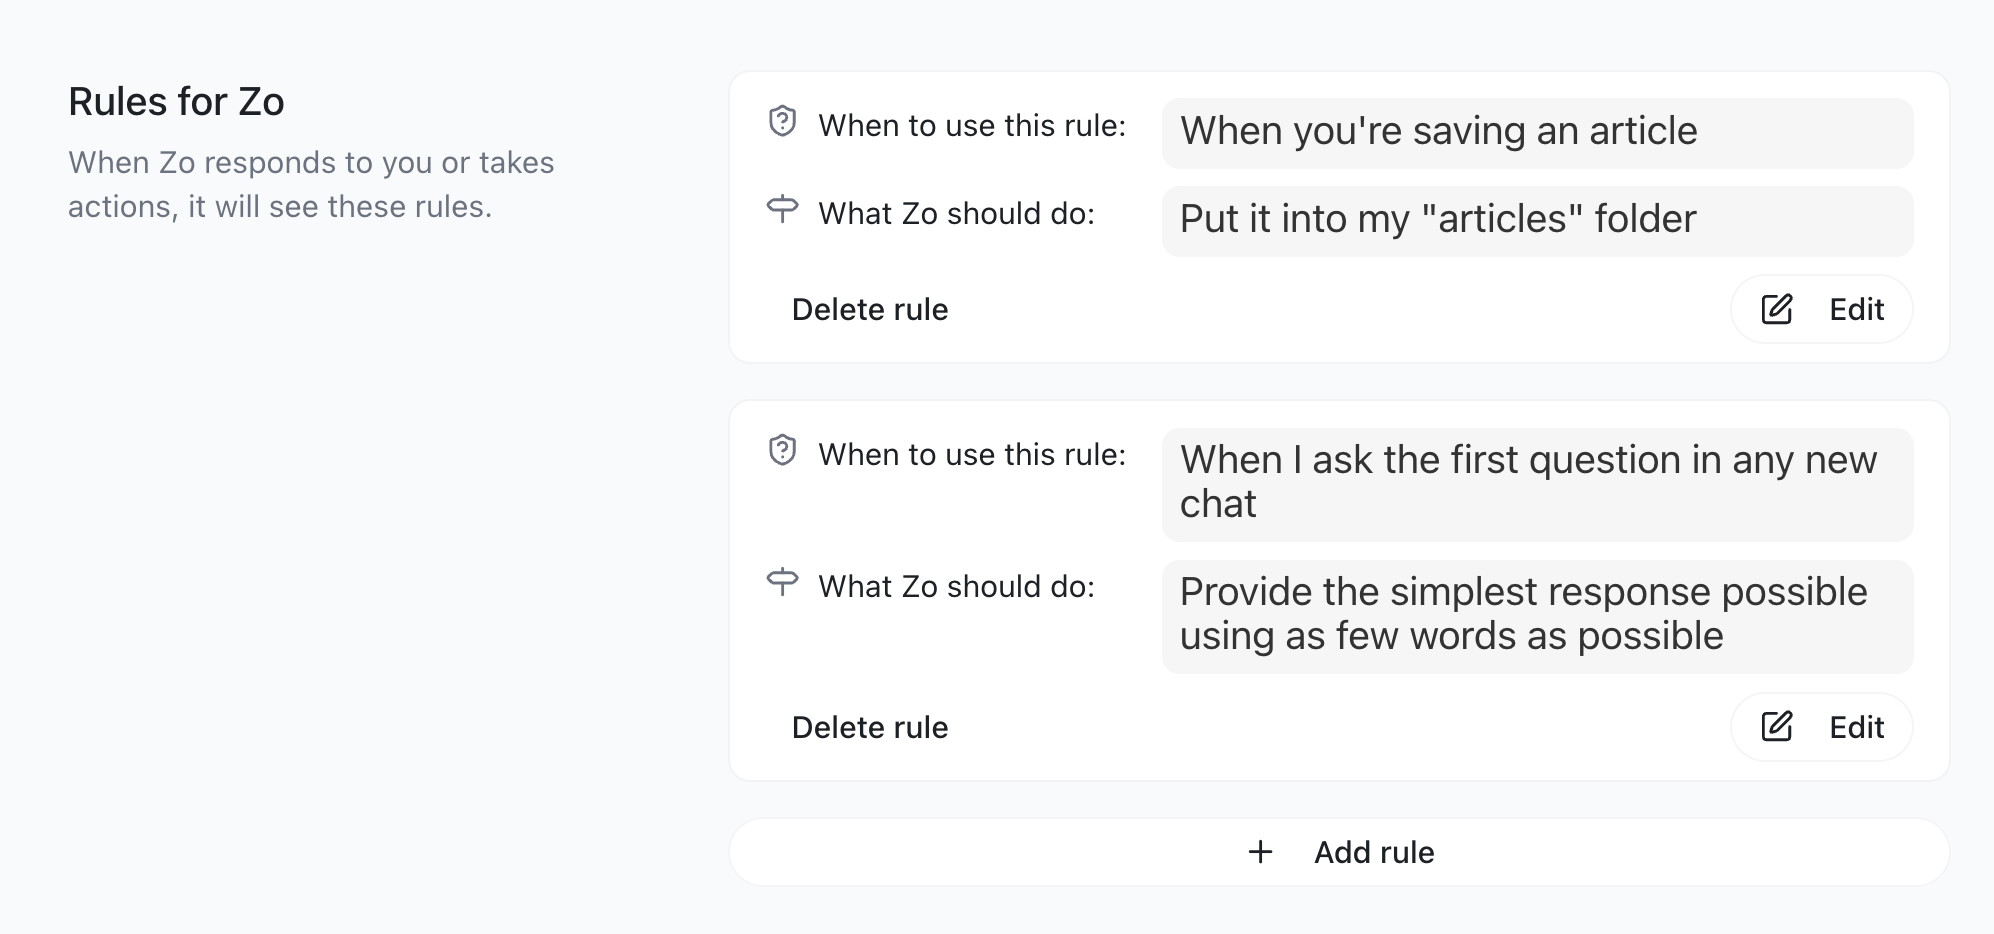 Rules for Zo
When Zo responds to you or takes
actions, it will see these rules.
When to use this rule:
When you're saving an article
What Zo should do:
Put it into my "articles" folder
Delete rule
Edit
When to use this rule:
When I ask the first question in any new
chat
What Zo should do:
Provide the simplest response possible
using as few words as possible
Delete rule
Edit
Add rule